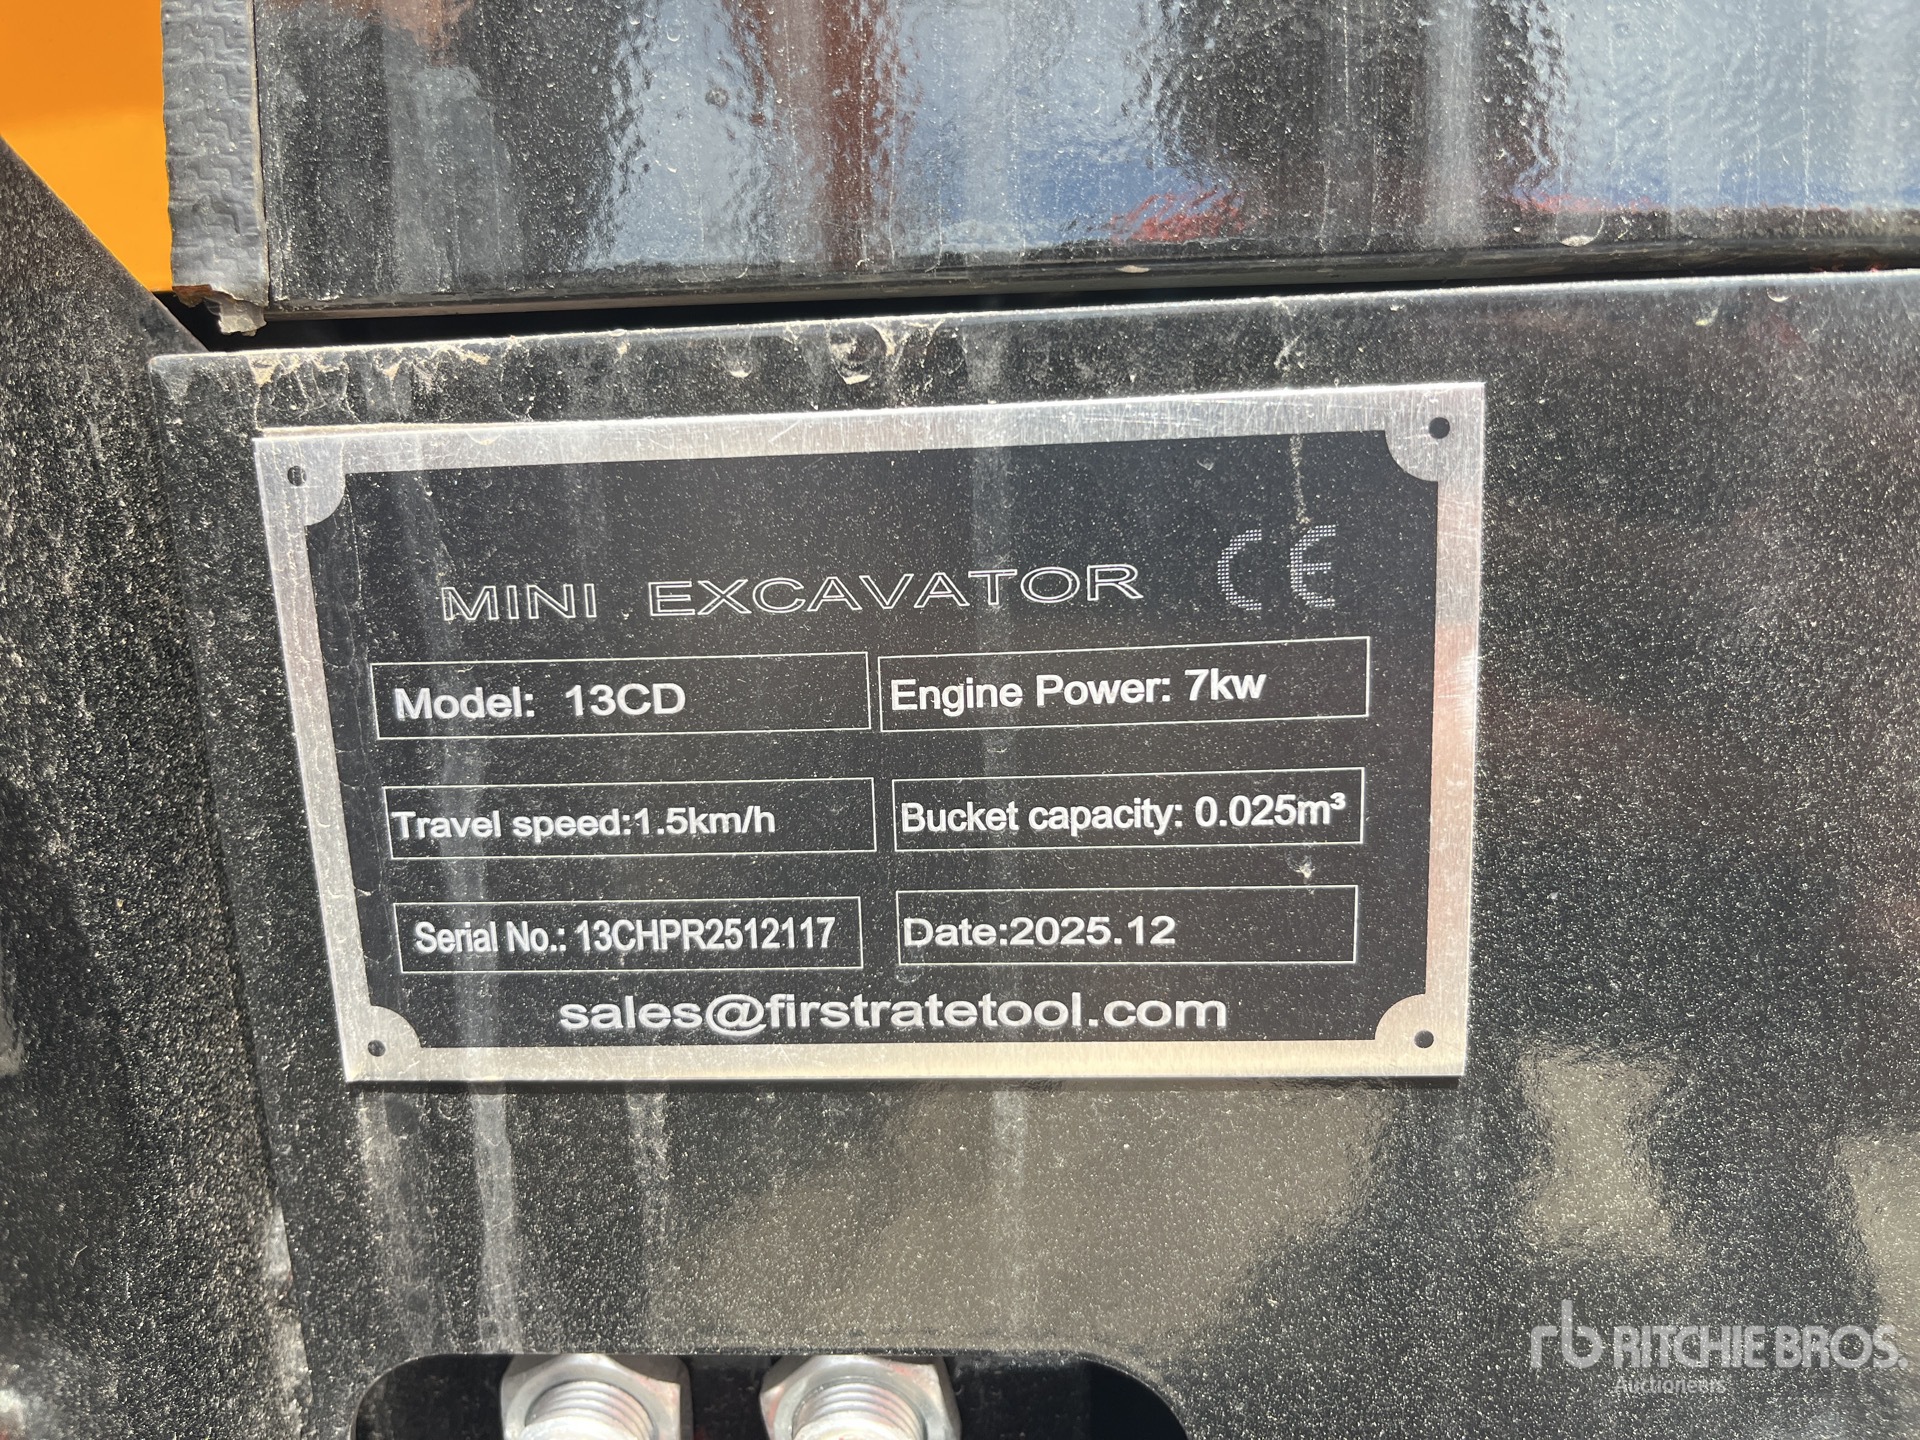 MINI EXCAVATOR CE
Model: 13CD
Engine Power: 7kw
Travel speed:1.5km/h
Bucket capacity: 0.025m³
Serial No.: 13CHPR2512117
Date:2025.12
sales@firstratetool.com
rb RITCHIE BROS.
Auctioneers